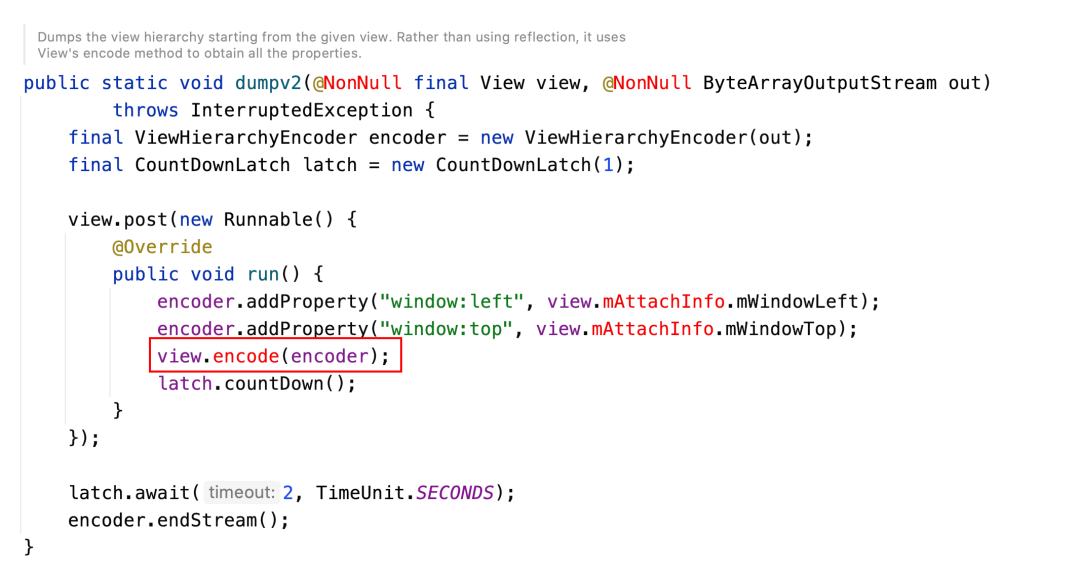 Dumps the view hierarchy starting from the given view. Rather than using reflection, it uses
View's encode method to obtain all the properties.
public static void dumpv2(@NonNull final View view, @NonNull ByteArrayOutputStream out)
        throws InterruptedException {
    final ViewHierarchyEncoder encoder = new ViewHierarchyEncoder(out);
    final CountDownLatch latch = new CountDownLatch(1);

    view.post(new Runnable() {
        @Override
        public void run() {
            encoder.addProperty("window:left", view.mAttachInfo.mWindowLeft);
            encoder.addProperty("window:top", view.mAttachInfo.mWindowTop);
            view.encode(encoder);
            latch.countDown();
        }
    });

    latch.await( timeout: 2, TimeUnit.SECONDS);
    encoder.endStream();
}